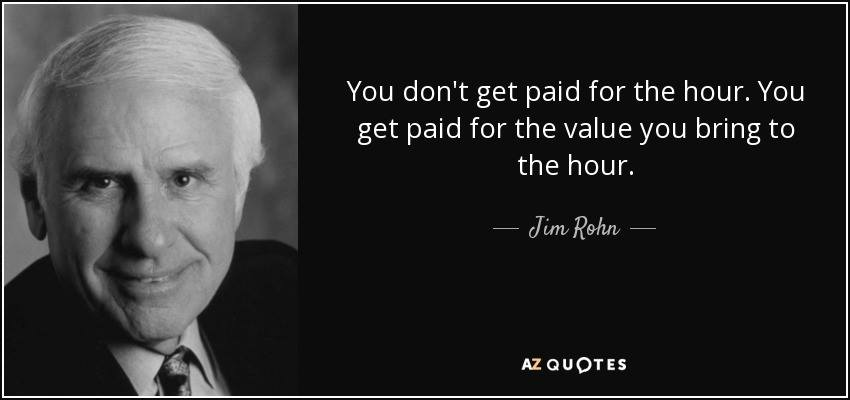 You don't get paid for the hour. You
get paid for the value you bring to
the hour.
Jim Rohn
AZ QUOTES